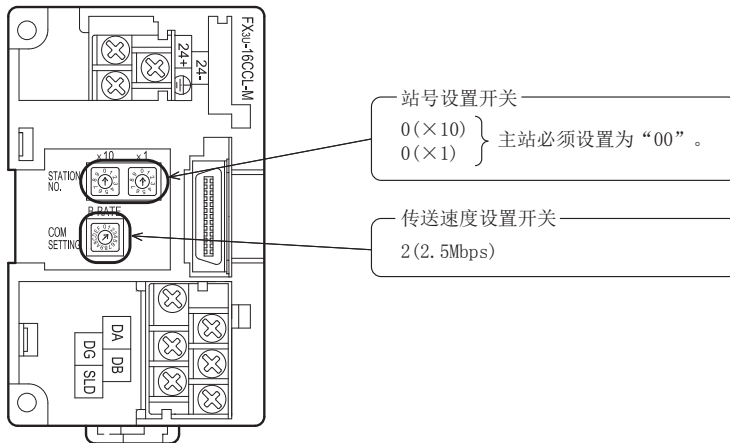 FX3U-16CCL-M
24+
24-
×10
×1
STATION
NO.
B RATE
COM
SETTING
DA
DB
DG
SLD
站号设置开关
0(×10)
0(×1)
主站必须设置为“00”。
传送速度设置开关
2(2.5Mbps)